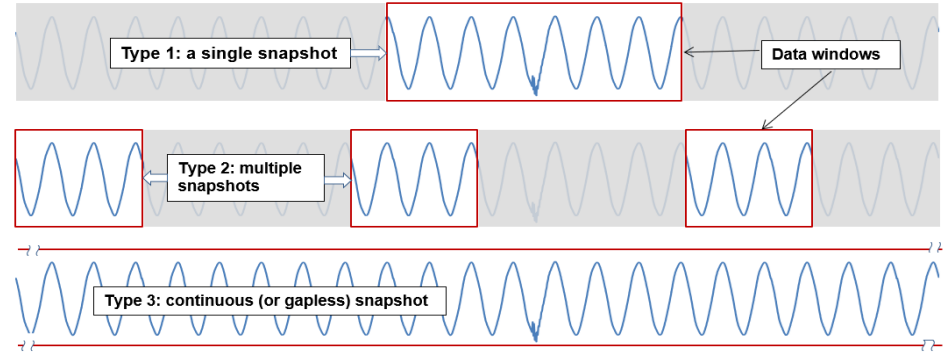 Type 1: a single snapshot
Data windows
Type 2: multiple
snapshots
Type 3: continuous (or gapless) snapshot